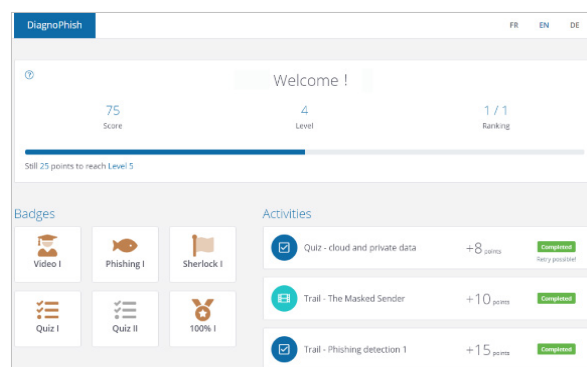 DiagnoPhish
FR EN DE
Welcome !
75 4 1 / 1
Score Level Ranking
Still 25 points to reach Level 5
Badges
Activities
Video I Phishing I Sherlock I
Quiz I Quiz II 100% I
Quiz - cloud and private data +8 points Completed
Retry possible!
Trail - The Masked Sender +10 points Completed
Trail - Phishing detection 1 +15 points Completed